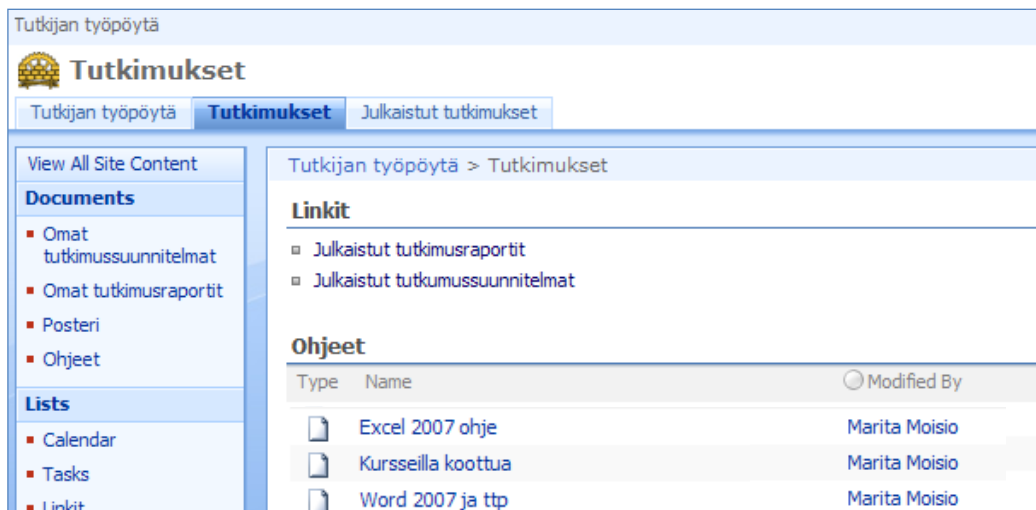 Tutkijan työpöytä
Tutkimukset
Tutkijan työpöytä Tutkimukset Julkaistut tutkimukset
View All Site Content
Documents
Omat
tutkimussuunnitelmat
Omat tutkimusraportit
Posteri
Ohjeet
Lists
Calendar
Tasks
Linkit
Tutkijan työpöytä > Tutkimukset
Linkit
Julkaistut tutkimusraportit
Julkaistut tutkumussuunnitelmat
Ohjeet
Type Name Modified By
Excel 2007 ohje Marita Moisio
Kursseilla koottua Marita Moisio
Word 2007 ja ttp Marita Moisio